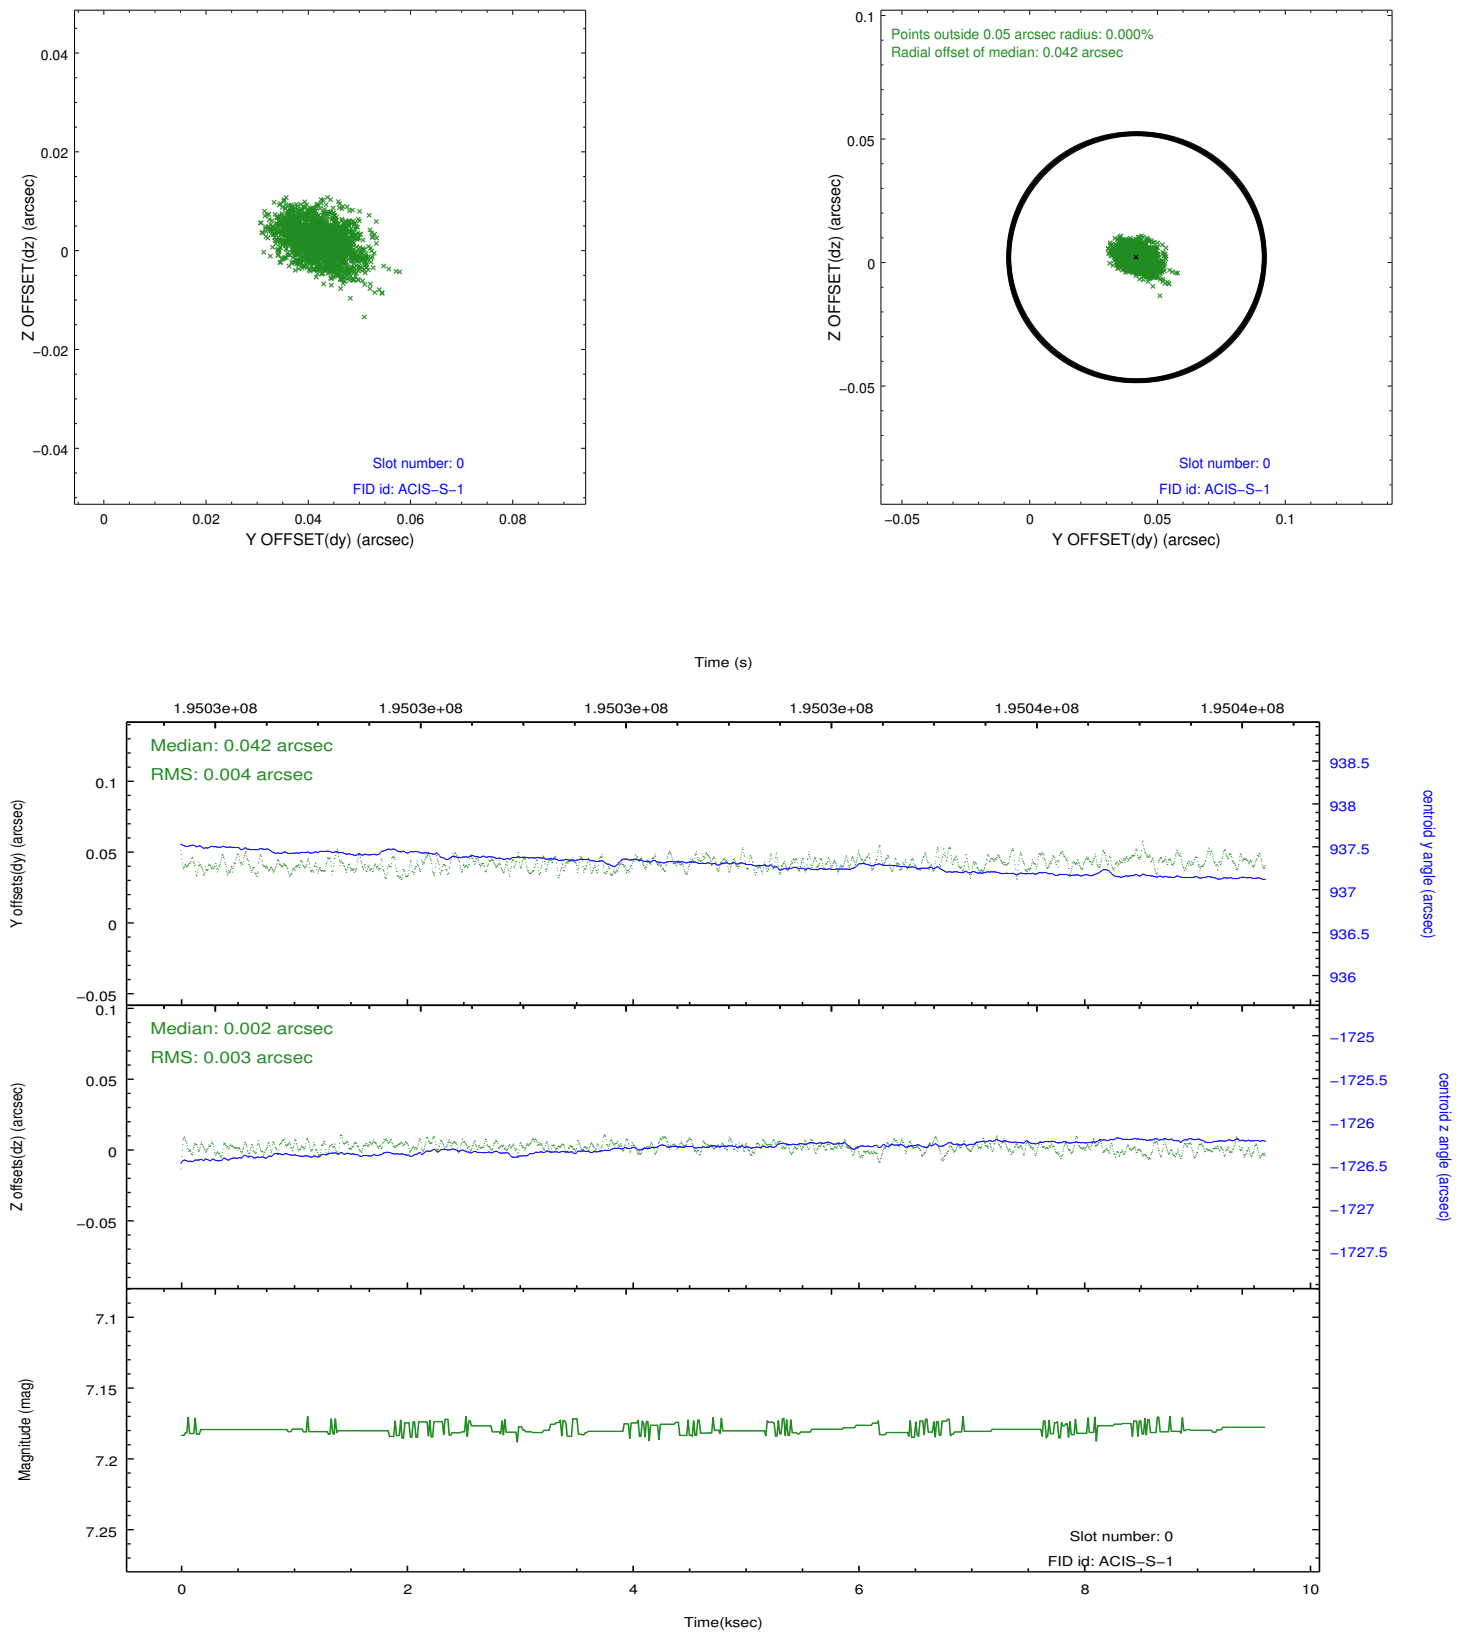 0.04
0.02
0
−0.02
−0.04
Z OFFSET(dz) (arcsec)
Slot number: 0
FID id: ACIS−S−1
0
0.02
0.04
0.06
0.08
Y OFFSET(dy) (arcsec)
0.1
0.05
0
−0.05
Z OFFSET(dz) (arcsec)
Points outside 0.05 arcsec radius: 0.000%
Radial offset of median: 0.042 arcsec
Slot number: 0
FID id: ACIS−S−1
−0.05
0
0.05
0.1
Y OFFSET(dy) (arcsec)
Time (s)
1.9503e+08
1.9503e+08
1.9503e+08
1.9503e+08
1.9504e+08
1.9504e+08
Median: 0.042 arcsec
RMS: 0.004 arcsec
0.1
0.05
0
−0.05
Y offsets(dy) (arcsec)
938.5
938
937.5
937
936.5
936
centroid y angle (arcsec)
Median: 0.002 arcsec
RMS: 0.003 arcsec
0.1
0.05
0
−0.05
Z offsets(dz) (arcsec)
−1725
−1725.5
−1726
−1726.5
−1727
−1727.5
centroid z angle (arcsec)
7.1
7.15
7.2
7.25
Magnitude (mag)
Slot number: 0
FID id: ACIS−S−1
0
2
4
6
8
10
Time(ksec)